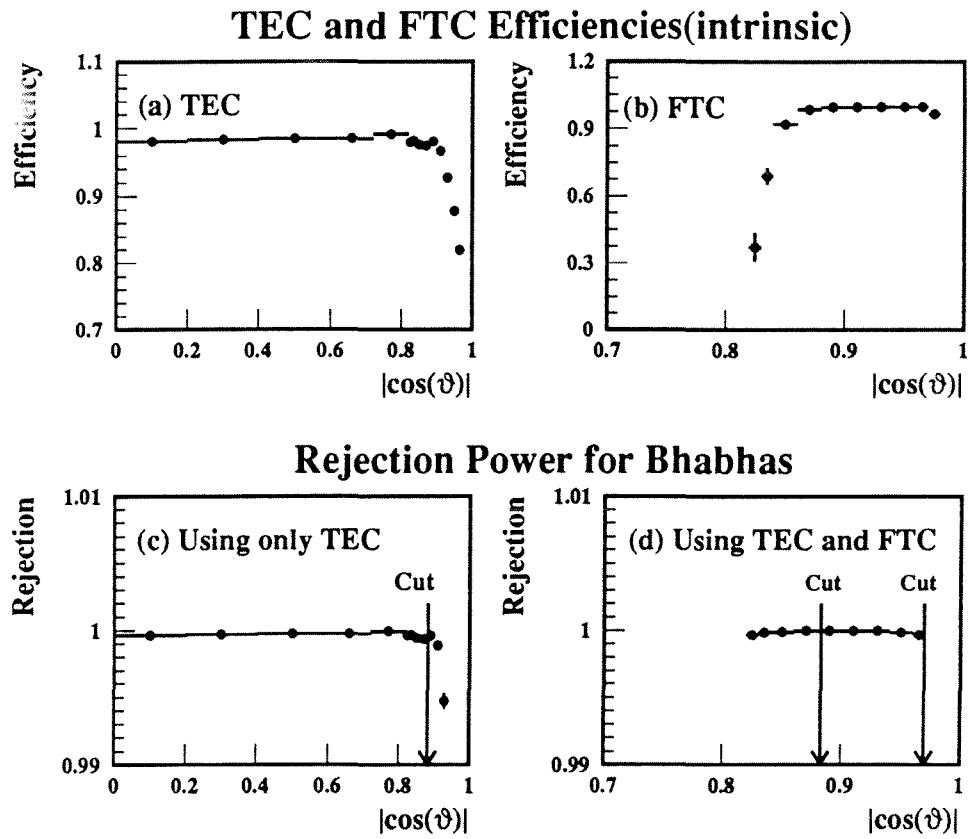 TEC and FTC Efficiencies(intrinsic)
Efficiency
1.1
1
0.9
0.8
0.7
(a) TEC
0
0.2
0.4
0.6
0.8
1
|cos(ϑ)|
Efficiency
1.2
0.9
0.6
0.3
0
(b) FTC
0.7
0.8
0.9
1
|cos(ϑ)|
Rejection Power for Bhabhas
Rejection
1.01
1
0.99
(c) Using only TEC
Cut
0
0.2
0.4
0.6
0.8
1
|cos(ϑ)|
Rejection
1.01
1
0.99
(d) Using TEC and FTC
Cut
Cut
0.7
0.8
0.9
1
|cos(ϑ)|